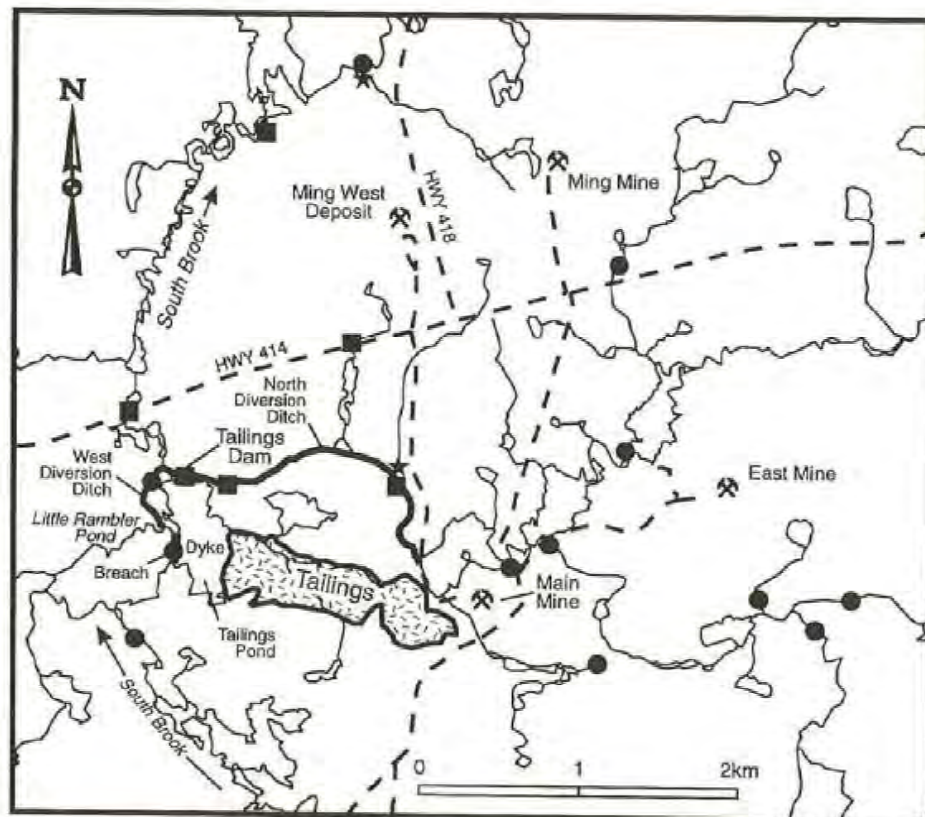 N
Ming West
Deposit
Ming Mine
HWY 418
South Brook
HWY 414
North
Diversion
Ditch
Tailings
Dam
West
Diversion
Ditch
East Mine
Little Rambler
Pond
Dyke
Breach
Tailings
Main
Mine
Tailings
Pond
South Brook
0 1 2km